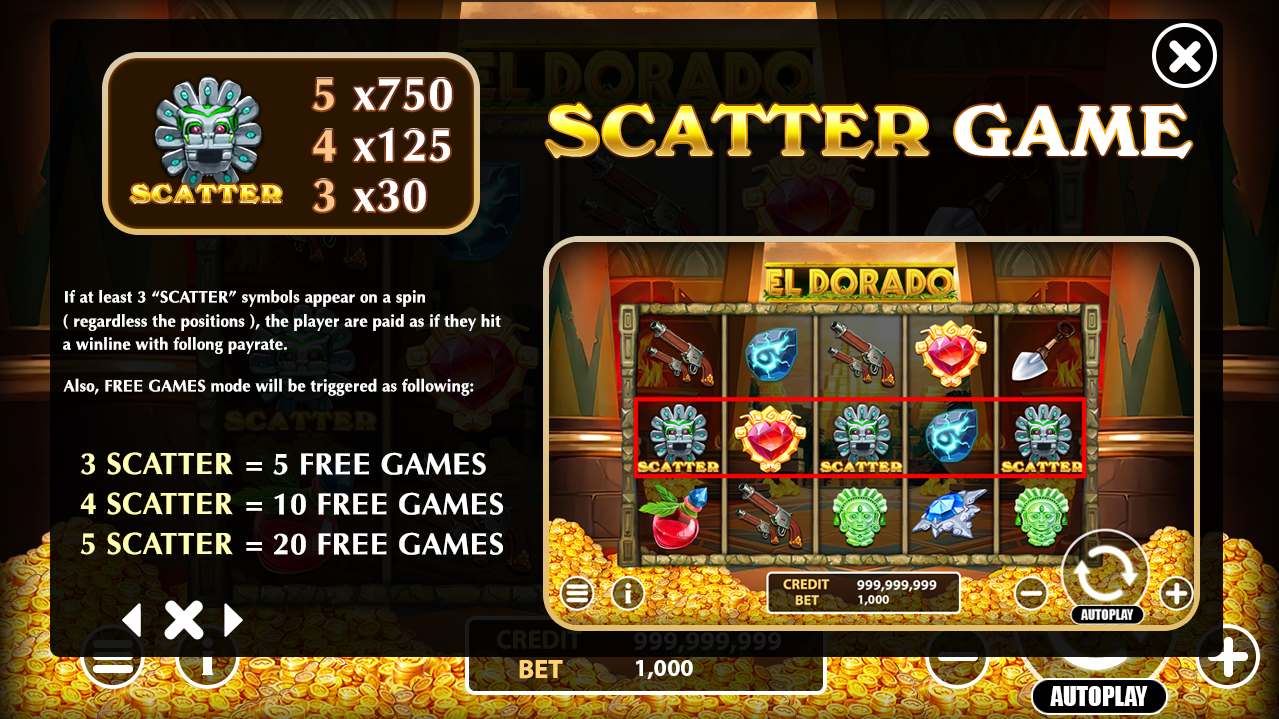 EL DORADO
5 x750
4 x125
3 x30
SCATTER
SCATTER GAME
If at least 3 “SCATTER” symbols appear on a spin
( regardless the positions ), the player are paid as if they hit
a winline with follong payrate.
Also, FREE GAMES mode will be triggered as following:
SCATTER
3 SCATTER = 5 FREE GAMES
4 SCATTER = 10 FREE GAMES
5 SCATTER = 20 FREE GAMES
EL DORADO
SCATTER SCATTER SCATTER
CREDIT 999,999,999
BET 1,000
AUTOPLAY
CREDIT 999,999,999
BET 1,000
AUTOPLAY